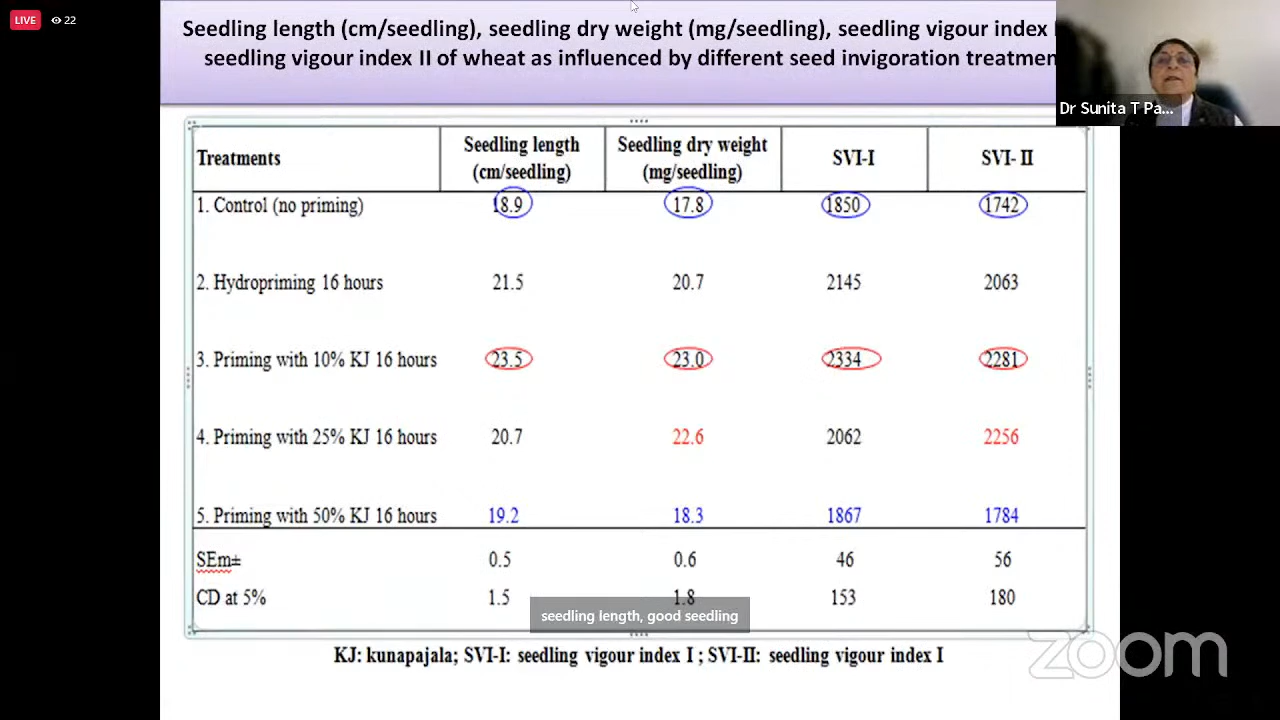 LIVE
22
Seedling length (cm/seedling), seedling dry weight (mg/seedling), seedling vigour index
seedling vigour index II of wheat as influenced by different seed invigoration
Dr Sunita T Pa...
Treatments Seedling length (cm/seedling) Seedling dry weight (mg/seedling) SVI-I SVI- II
1. Control (no priming) 18.9 17.8 1850 1742
2. Hydropriming 16 hours 21.5 20.7 2145 2063
3. Priming with 10% KJ 16 hours 23.5 23.0 2334 2281
4. Priming with 25% KJ 16 hours 20.7 22.6 2062 2256
5. Priming with 50% KJ 16 hours 19.2 18.3 1867 1784
SEm± 0.5 0.6 46 56
CD at 5% 1.5 1.8 153 180
seedling length, good seedling
KJ: kunapajala; SVI-I: seedling vigour index I ; SVI-II: seedling vigour index I
zoom